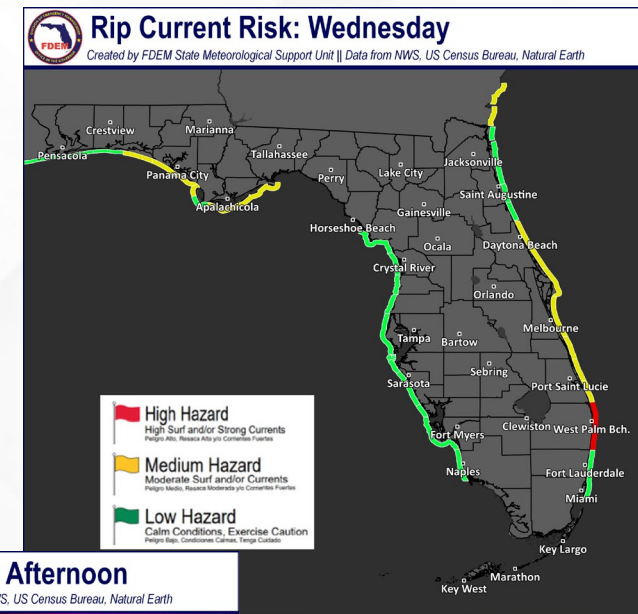 Rip Current Risk: Wednesday
Created by FDEM State Meteorological Support Unit || Data from NWS, US Census Bureau, Natural Earth
FDEM
Crestview
Marianna
Pensacola
Tallahassee
Jacksonville
Panama City
Perry
Lake City
Saint Augustine
Apalachicola
Gainesville
Horseshoe Beach
Ocala
Daytona Beach
Crystal River
Orlando
Melbourne
Tampa
Bartow
Sebring
Sarasota
Port Saint Lucie
Fort Myers
Clewiston
West Palm Bch.
Naples
Fort Lauderdale
Miami
Key Largo
Marathon
Key West
High Hazard
High Surf and/or Strong Currents
Peligro Alto, Resaca Alta y/o Corrientes Fuertes
Medium Hazard
Moderate Surf and/or Currents
Peligro Medio, Resaca Moderada y/o Corrientes Fuertes
Low Hazard
Calm Conditions, Exercise Caution
Peligro Bajo, Condiciones Calmas, Tenga Cuidado
Afternoon
S, US Census Bureau, Natural Earth